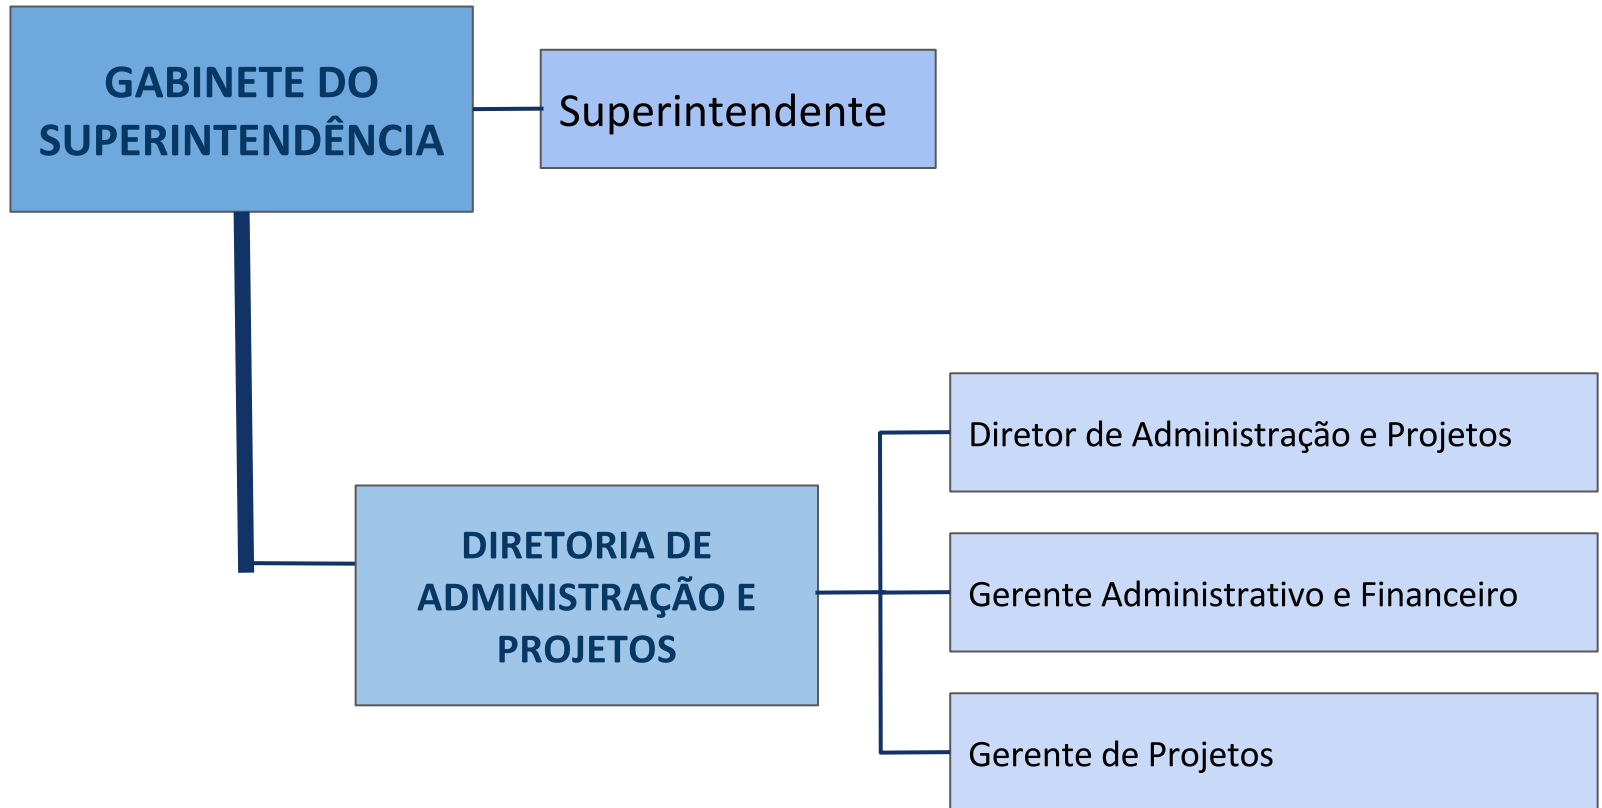 GABINETE DO
SUPERINTENDÊNCIA
Superintendente
DIRETORIA DE
ADMINISTRAÇÃO E
PROJETOS
Diretor de Administração e Projetos
Gerente Administrativo e Financeiro
Gerente de Projetos